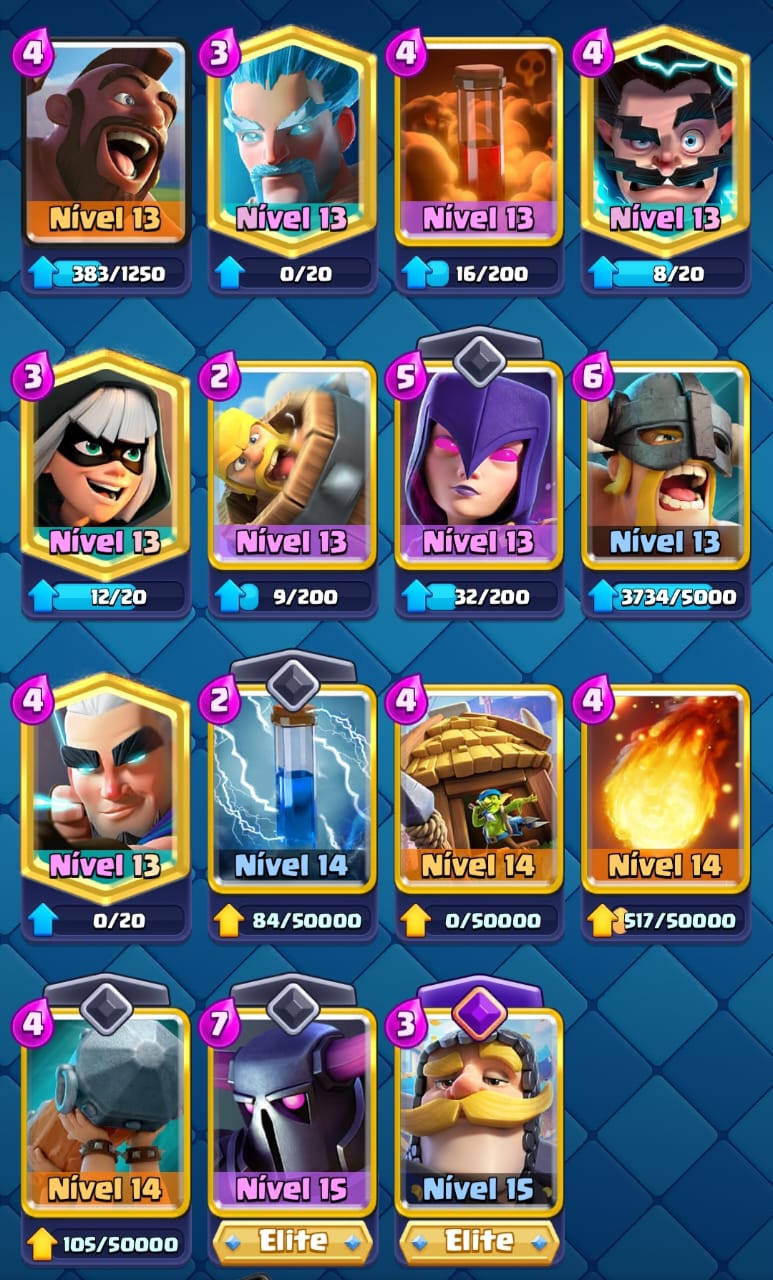 4 3 4 4
Nível 13 Nível 13 Nível 13 Nível 13
383/1250 0/20 16/200 8/20
3 2 5 6
Nível 13 Nível 13 Nível 13 Nível 13
12/20 9/200 32/200 3734/5000
4 2 4 4
Nível 13 Nível 14 Nível 14 Nível 14
0/20 84/50000 0/50000 517/50000
4 7 3
Nível 14 Nível 15 Nível 15
105/50000 Elite Elite